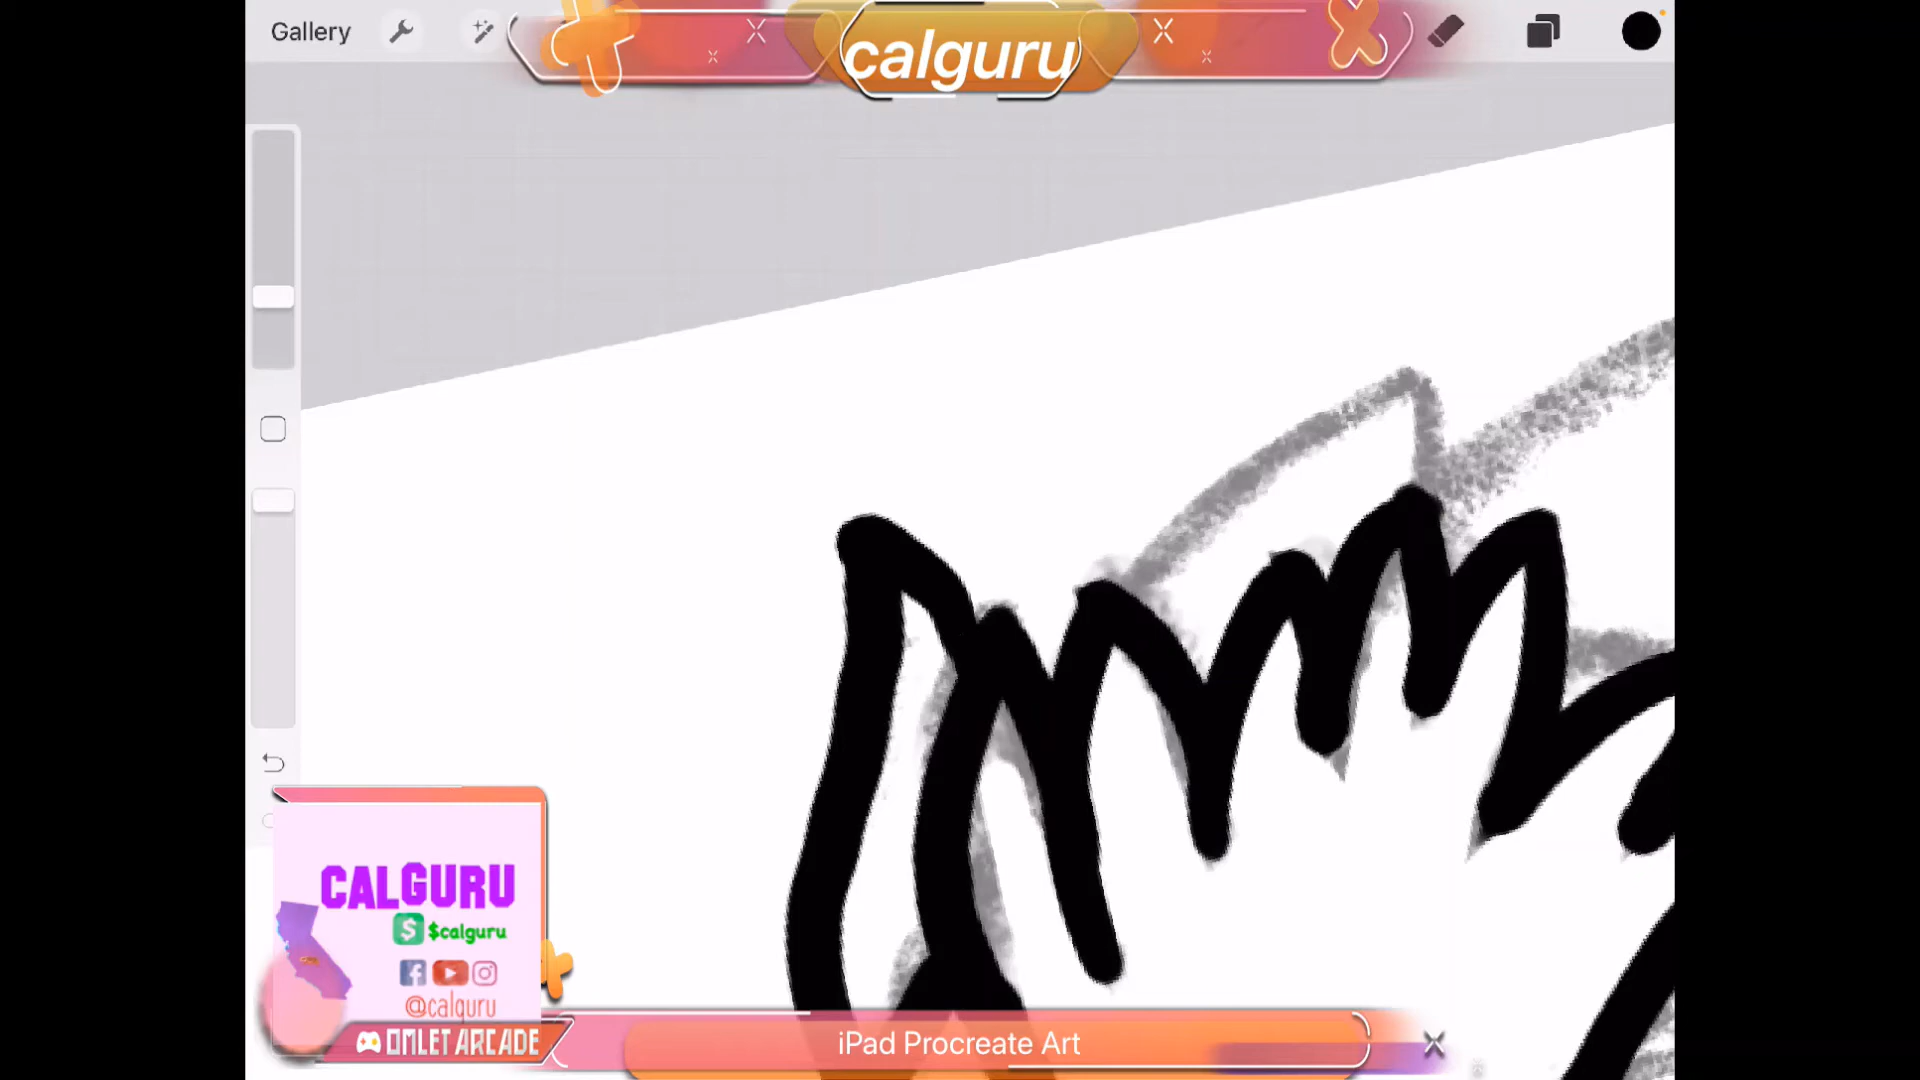 Gallery
calguru
CALGURU
$ $calguru
@calguru
OMLET ARCADE
iPad Procreate Art